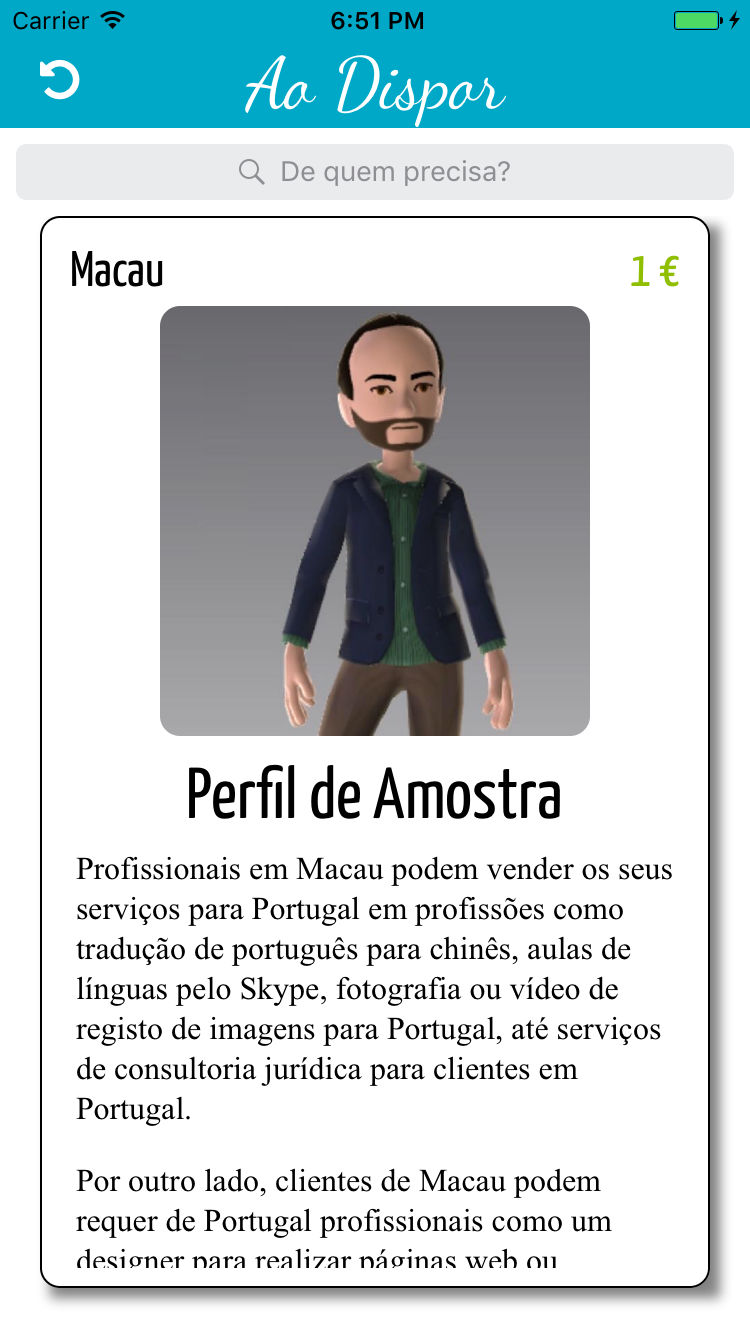 Carrier 6:51 PM
Ao Dispor
De quem precisa?
Macau 1 €
Perfil de Amostra
Profissionais em Macau podem vender os seus
serviços para Portugal em profissões como
tradução de português para chinês, aulas de
línguas pelo Skype, fotografia ou vídeo de
registo de imagens para Portugal, até serviços
de consultoria jurídica para clientes em
Portugal.
Por outro lado, clientes de Macau podem
requer de Portugal profissionais como um
designer para realizar páginas web ou